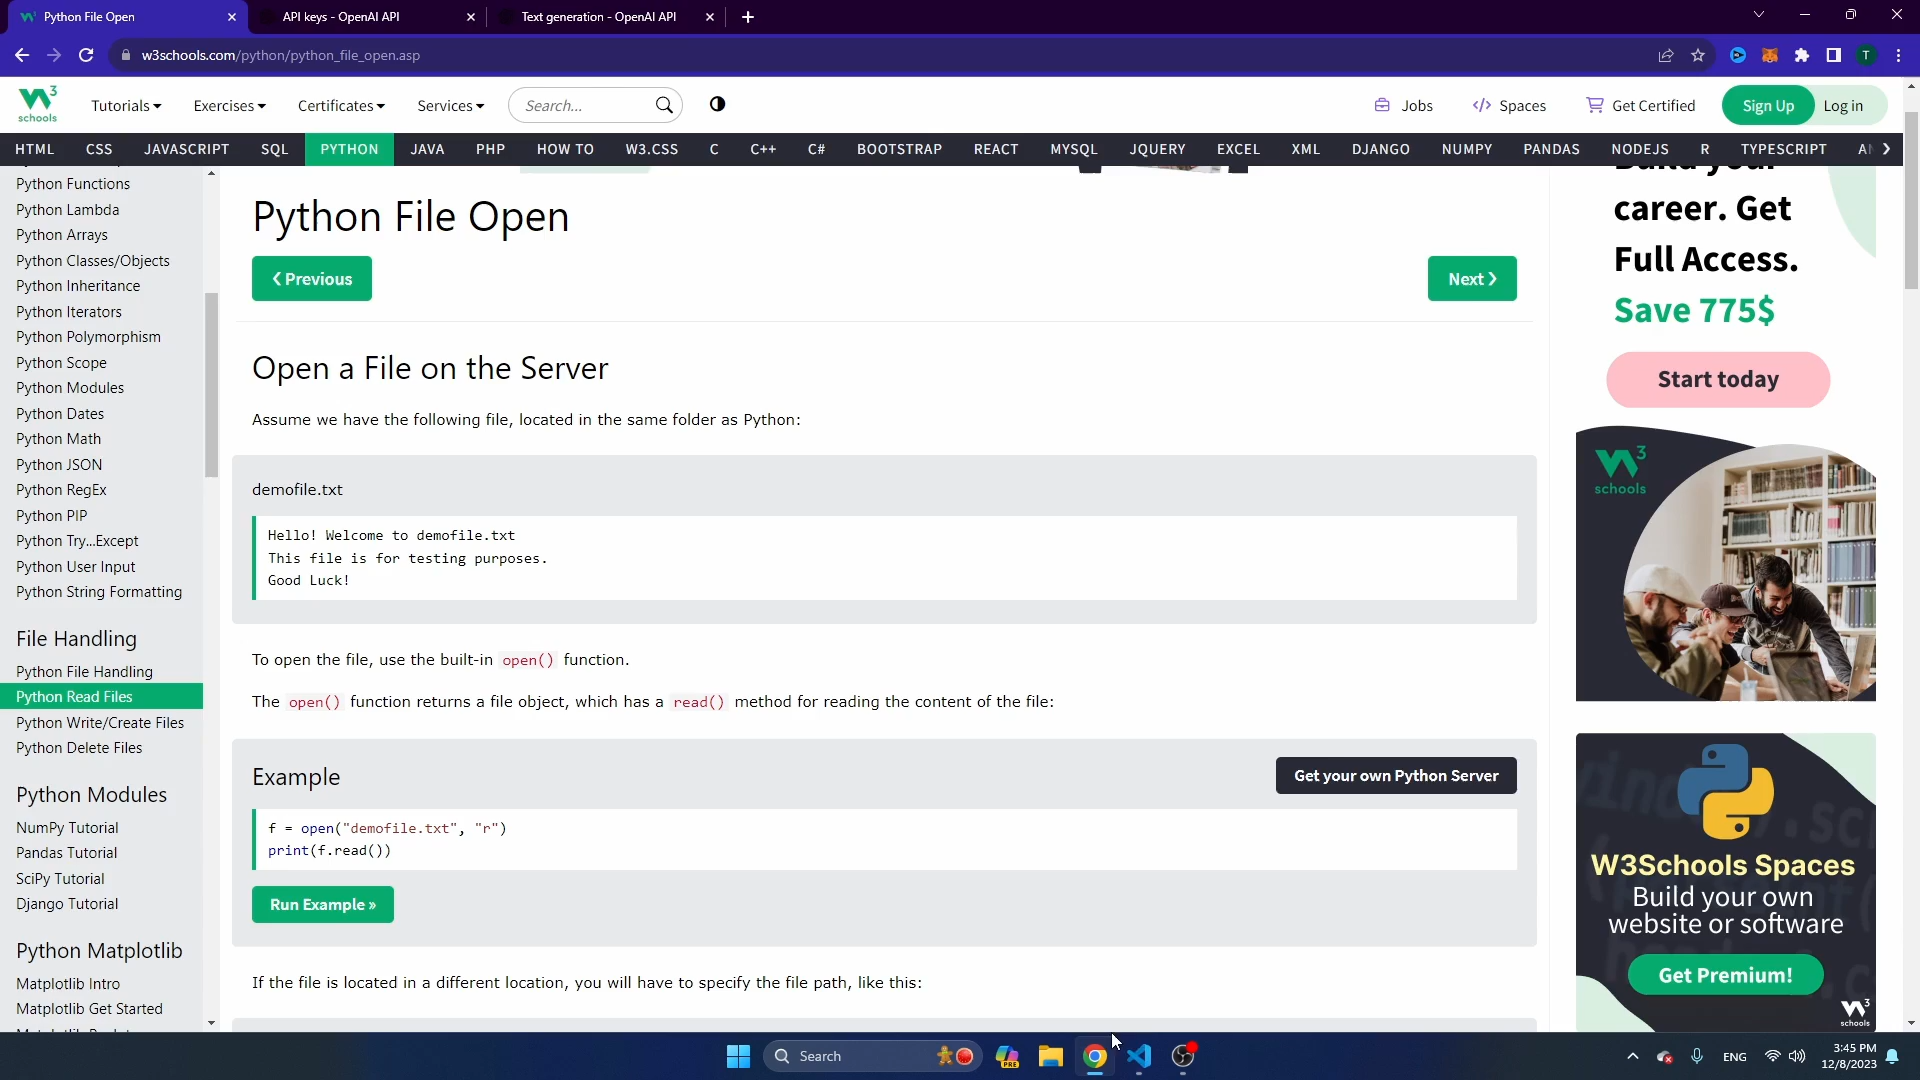 Python File Open
API keys - OpenAI API
Text generation - OpenAI API
w3schools.com/python/python_file_open.asp
T
3
schools
Tutorials
Exercises
Certificates
Services
Search...
Jobs
Spaces
Get Certified
Sign Up
Log in
HTML CSS JAVASCRIPT SQL PYTHON JAVA PHP HOW TO W3.CSS C C++ C# BOOTSTRAP REACT MYSQL JQUERY EXCEL XML DJANGO NUMPY PANDAS NODEJS R TYPESCRIPT
Python Functions
Python Lambda
Python Arrays
Python Classes/Objects
Python Inheritance
Python Iterators
Python Polymorphism
Python Scope
Python Modules
Python Dates
Python Math
Python JSON
Python RegEx
Python PIP
Python Try...Except
Python User Input
Python String Formatting
File Handling
Python File Handling
Python Read Files
Python Write/Create Files
Python Delete Files
Python Modules
NumPy Tutorial
Pandas Tutorial
SciPy Tutorial
Django Tutorial
Python Matplotlib
Matplotlib Intro
Matplotlib Get Started
Python File Open
❮ Previous
Next ❯
Open a File on the Server
Assume we have the following file, located in the same folder as Python:
demofile.txt
Hello! Welcome to demofile.txt
This file is for testing purposes.
Good Luck!
To open the file, use the built-in open() function.
The open() function returns a file object, which has a read() method for reading the content of the file:
Example
Get your own Python Server
f = open("demofile.txt", "r")
print(f.read())
Run Example »
If the file is located in a different location, you will have to specify the file path, like this:
Build your
career. Get
Full Access.
Save 775$
Start today
3
schools
W3Schools Spaces
Build your own
website or software
Get Premium!
3
schools
Search
PRE
ENG
3:45 PM
12/8/2023